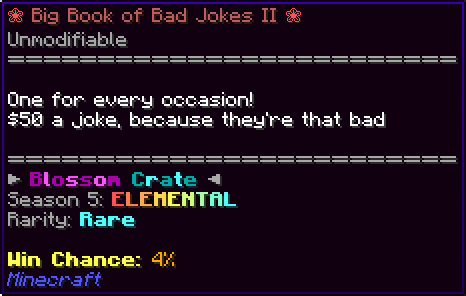 ❀ Big Book of Bad Jokes II ❀
Unmodifiable
================================
One for every occasion!
$50 a joke, because they're that bad
================================
► Blossom Crate ◄
Season 5: ELEMENTAL
Rarity: Rare
Win Chance: 4%
Minecraft